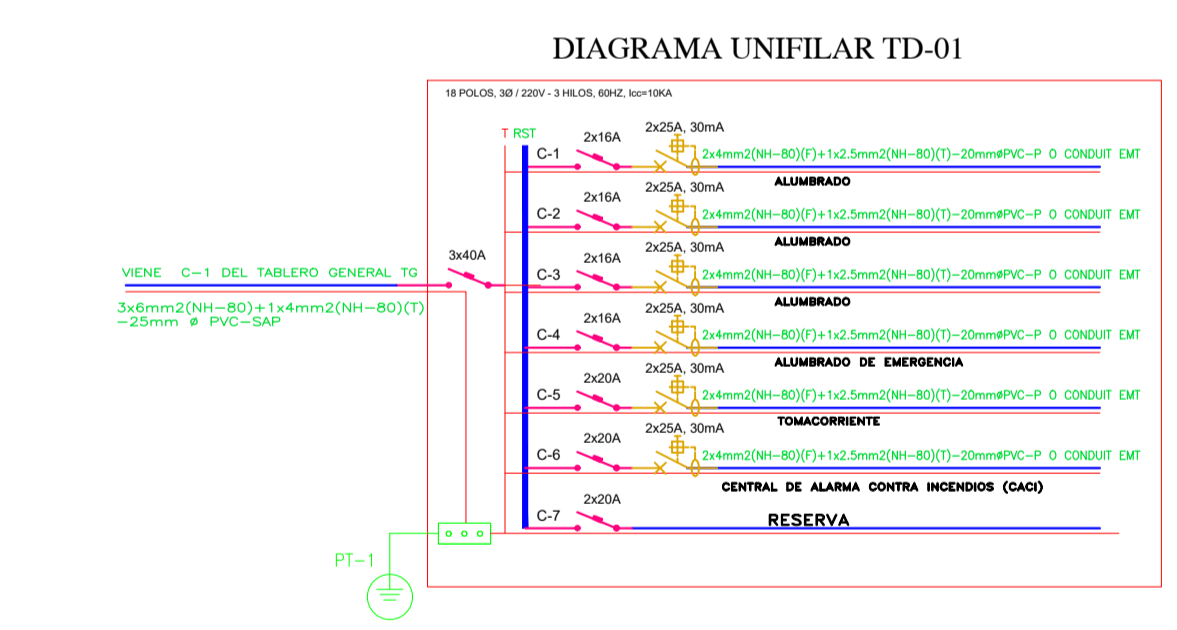 DIAGRAMA UNIFILAR TD-01
18 POLOS, 3Ø / 220V - 3 HILOS, 60HZ, Icc=10KA
T RST
C-1 2x16A 2x25A, 30mA 2x4mm2(NH-80)(F)+1x2.5mm2(NH-80)(T)-20mmøPVC-P O CONDUIT EMT
ALUMBRADO
C-2 2x16A 2x25A, 30mA 2x4mm2(NH-80)(F)+1x2.5mm2(NH-80)(T)-20mmøPVC-P O CONDUIT EMT
ALUMBRADO
3x40A
VIENE C-1 DEL TABLERO GENERAL TG
3x6mm2(NH-80)+1x4mm2(NH-80)(T)
-25mm ø PVC-SAP
C-3 2x16A 2x25A, 30mA 2x4mm2(NH-80)(F)+1x2.5mm2(NH-80)(T)-20mmøPVC-P O CONDUIT EMT
ALUMBRADO
C-4 2x16A 2x25A, 30mA 2x4mm2(NH-80)(F)+1x2.5mm2(NH-80)(T)-20mmøPVC-P O CONDUIT EMT
ALUMBRADO DE EMERGENCIA
C-5 2x20A 2x25A, 30mA 2x4mm2(NH-80)(F)+1x2.5mm2(NH-80)(T)-20mmøPVC-P O CONDUIT EMT
TOMACORRIENTE
C-6 2x20A 2x25A, 30mA 2x4mm2(NH-80)(F)+1x2.5mm2(NH-80)(T)-20mmøPVC-P O CONDUIT EMT
CENTRAL DE ALARMA CONTRA INCENDIOS (CACI)
C-7 2x20A
RESERVA
PT-1